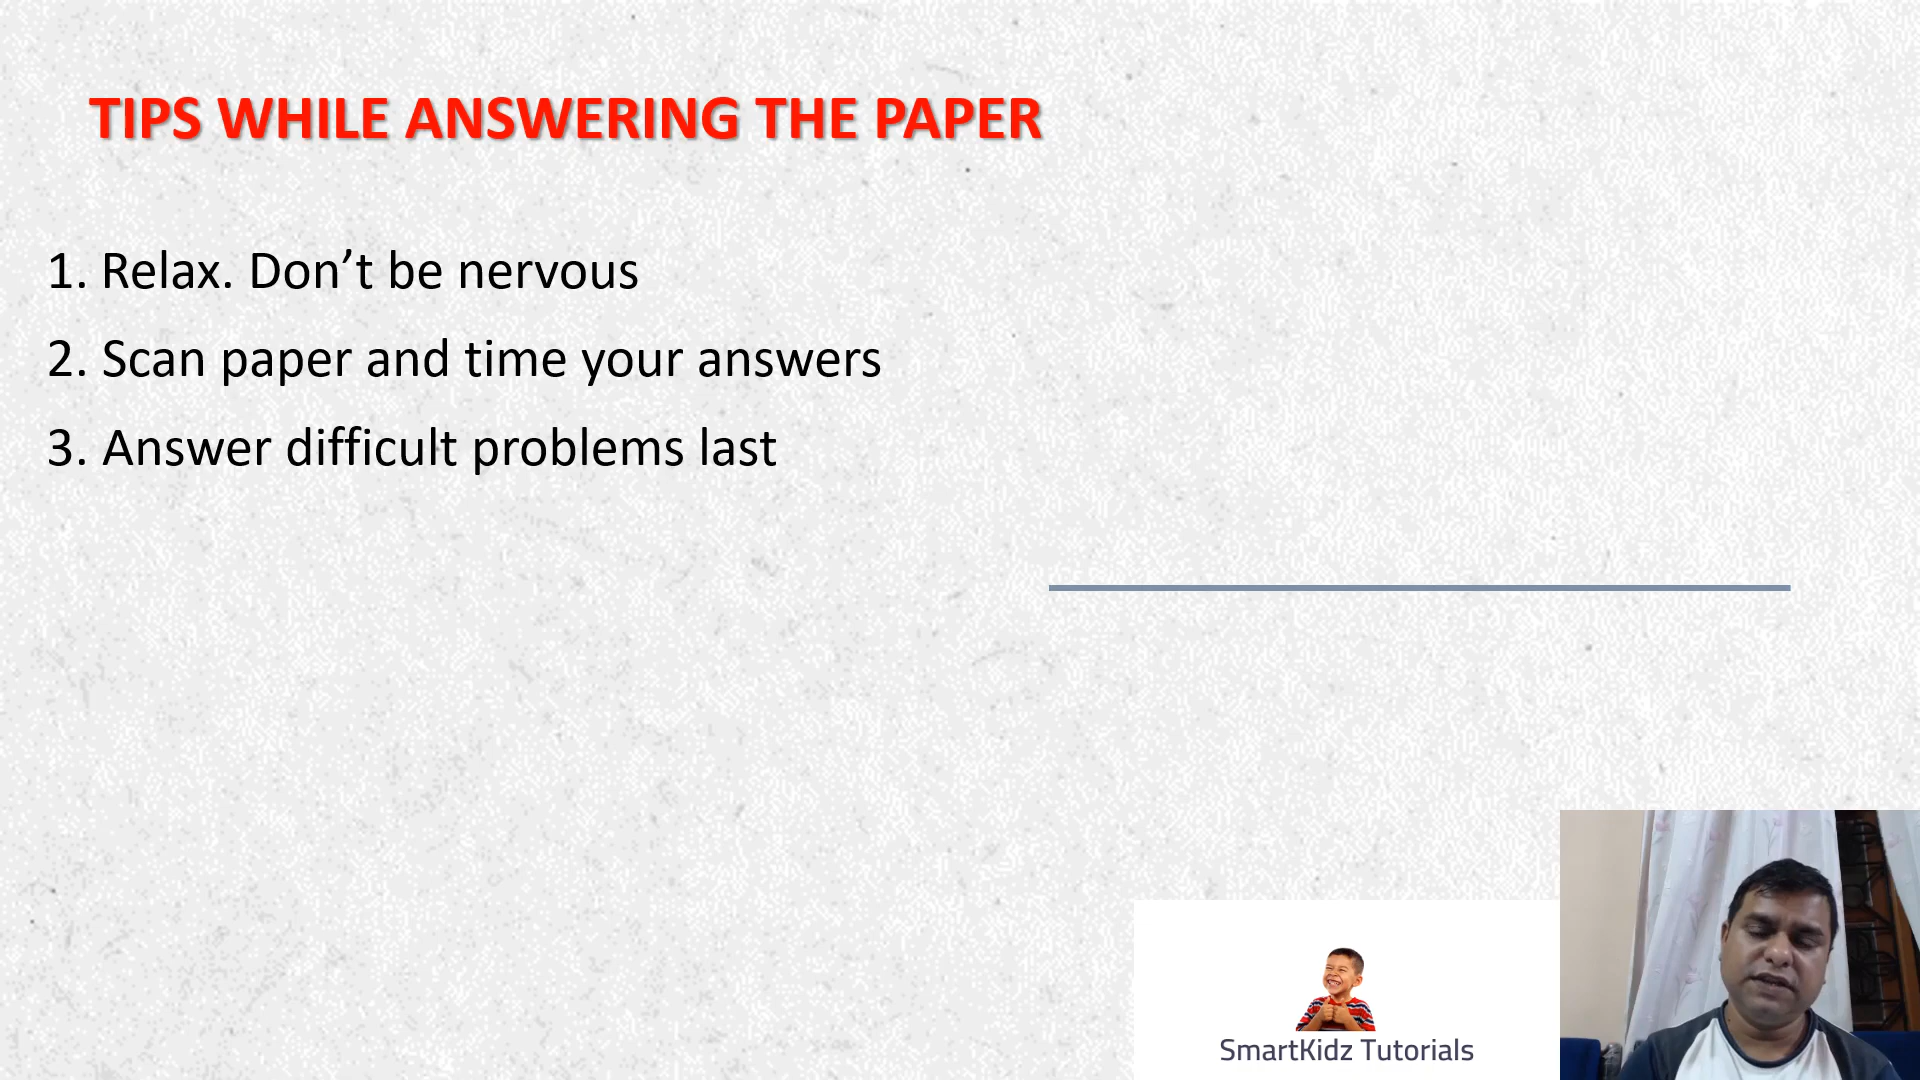 TIPS WHILE ANSWERING THE PAPER
1. Relax. Don’t be nervous
2. Scan paper and time your answers
3. Answer difficult problems last
SmartKidz Tutorials